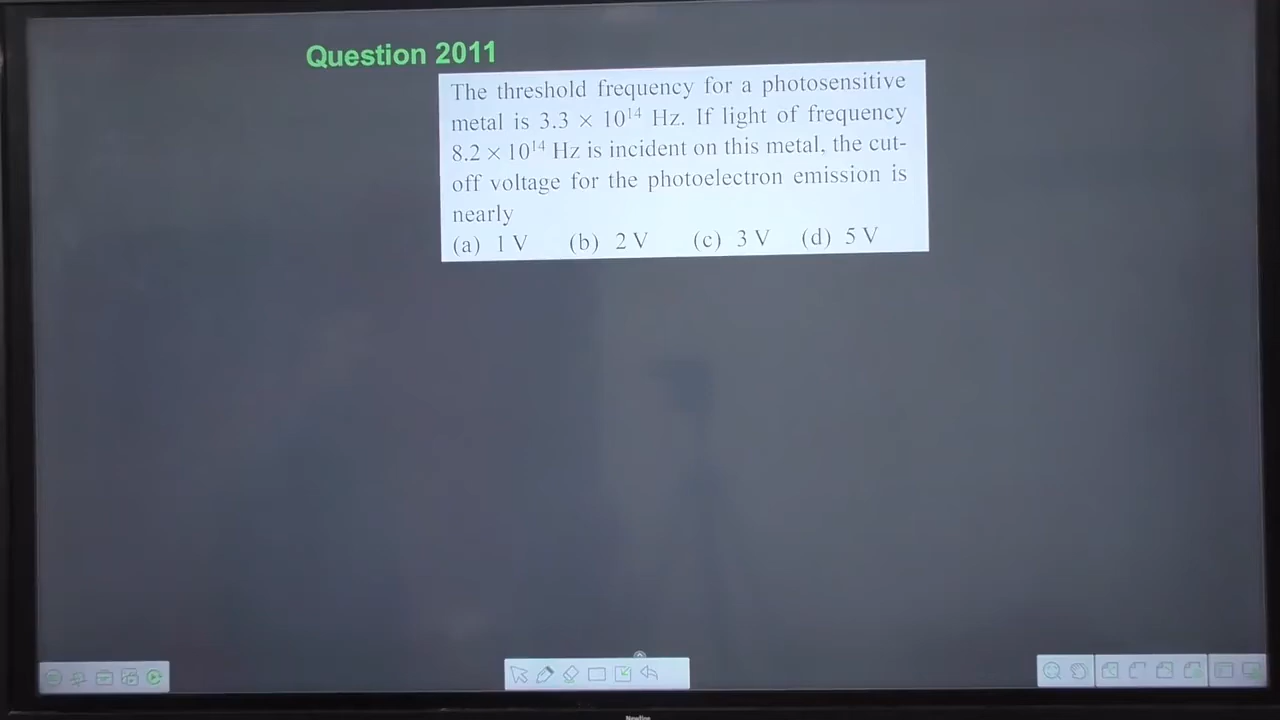 Question 2011
The threshold frequency for a photosensitive
metal is 3.3 × 10¹⁴ Hz. If light of frequency
8.2 × 10¹⁴ Hz is incident on this metal, the cut-
off voltage for the photoelectron emission is
nearly
(a) 1 V (b) 2 V (c) 3 V (d) 5 V
Newline